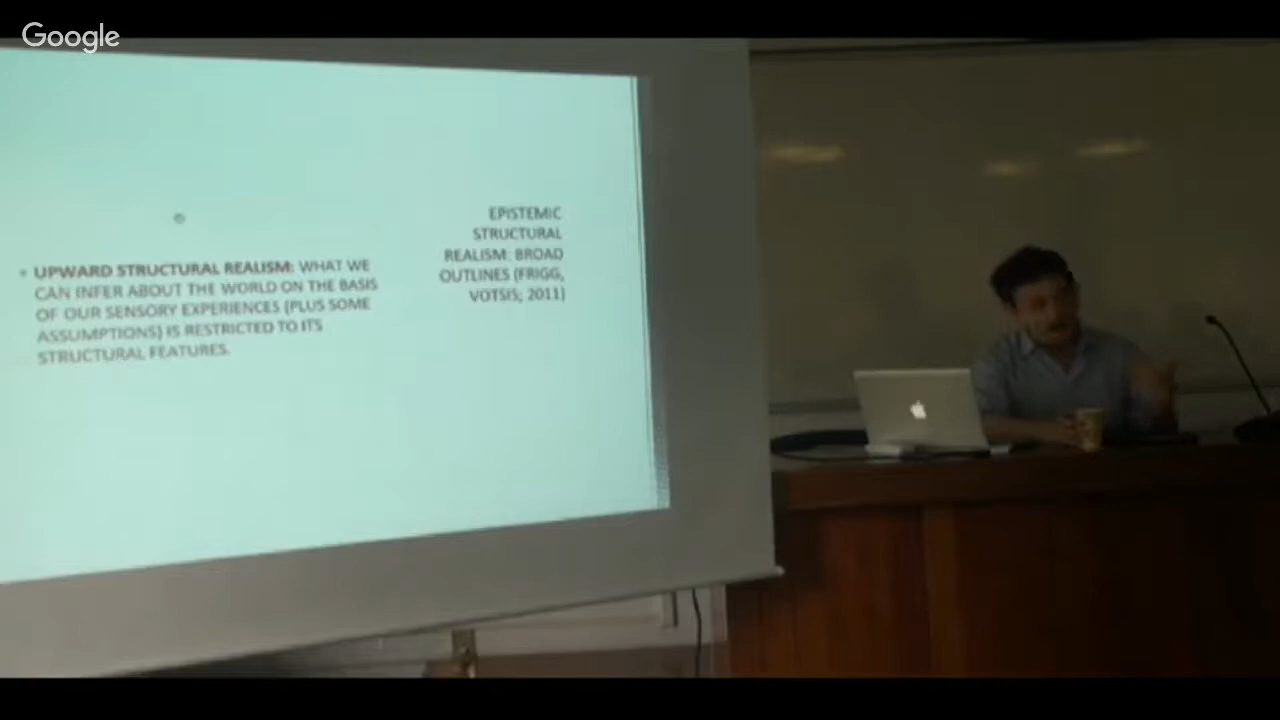 Google
• UPWARD STRUCTURAL REALISM: WHAT WE
CAN INFER ABOUT THE WORLD ON THE BASIS
OF OUR SENSORY EXPERIENCES (PLUS SOME
ASSUMPTIONS) IS RESTRICTED TO ITS
STRUCTURAL FEATURES.
EPISTEMIC
STRUCTURAL
REALISM: BROAD
OUTLINES (FRIGG,
VOTSIS; 2011)